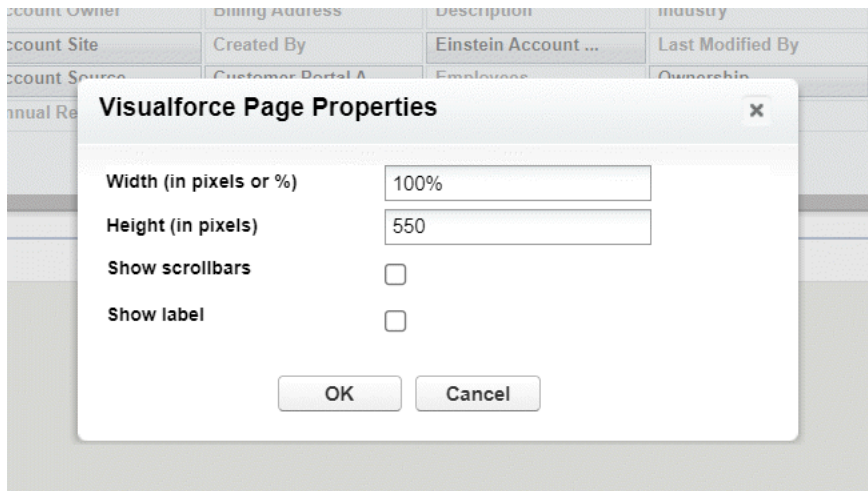 ccount Owner Billing Address Description Industry
ccount Site Created By Einstein Account ... Last Modified By
ccount Source Customer Portal A Employees Ownership
nnual Re
Visualforce Page Properties
Width (in pixels or %) 100%
Height (in pixels) 550
Show scrollbars
Show label
OK Cancel